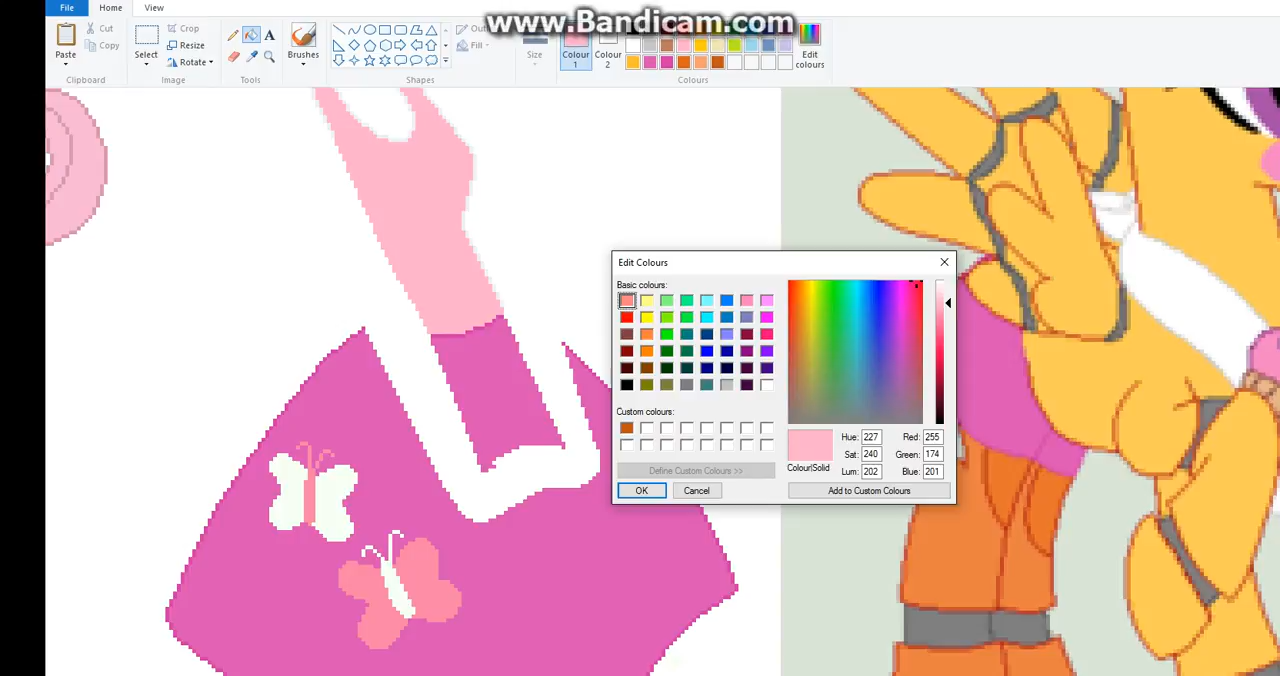 File Home View
www.Bandicam.com
Paste Cut Copy
Select Crop Resize Rotate
A
Brushes
Fill
Size
Colour 1
Colour 2
Edit colours
Clipboard Image Tools Shapes Colours
Edit Colours
Basic colours:
Custom colours:
Define Custom Colours >>
OK Cancel
Colour|Solid
Hue: 227 Red: 255
Sat: 240 Green: 174
Lum: 202 Blue: 201
Add to Custom Colours